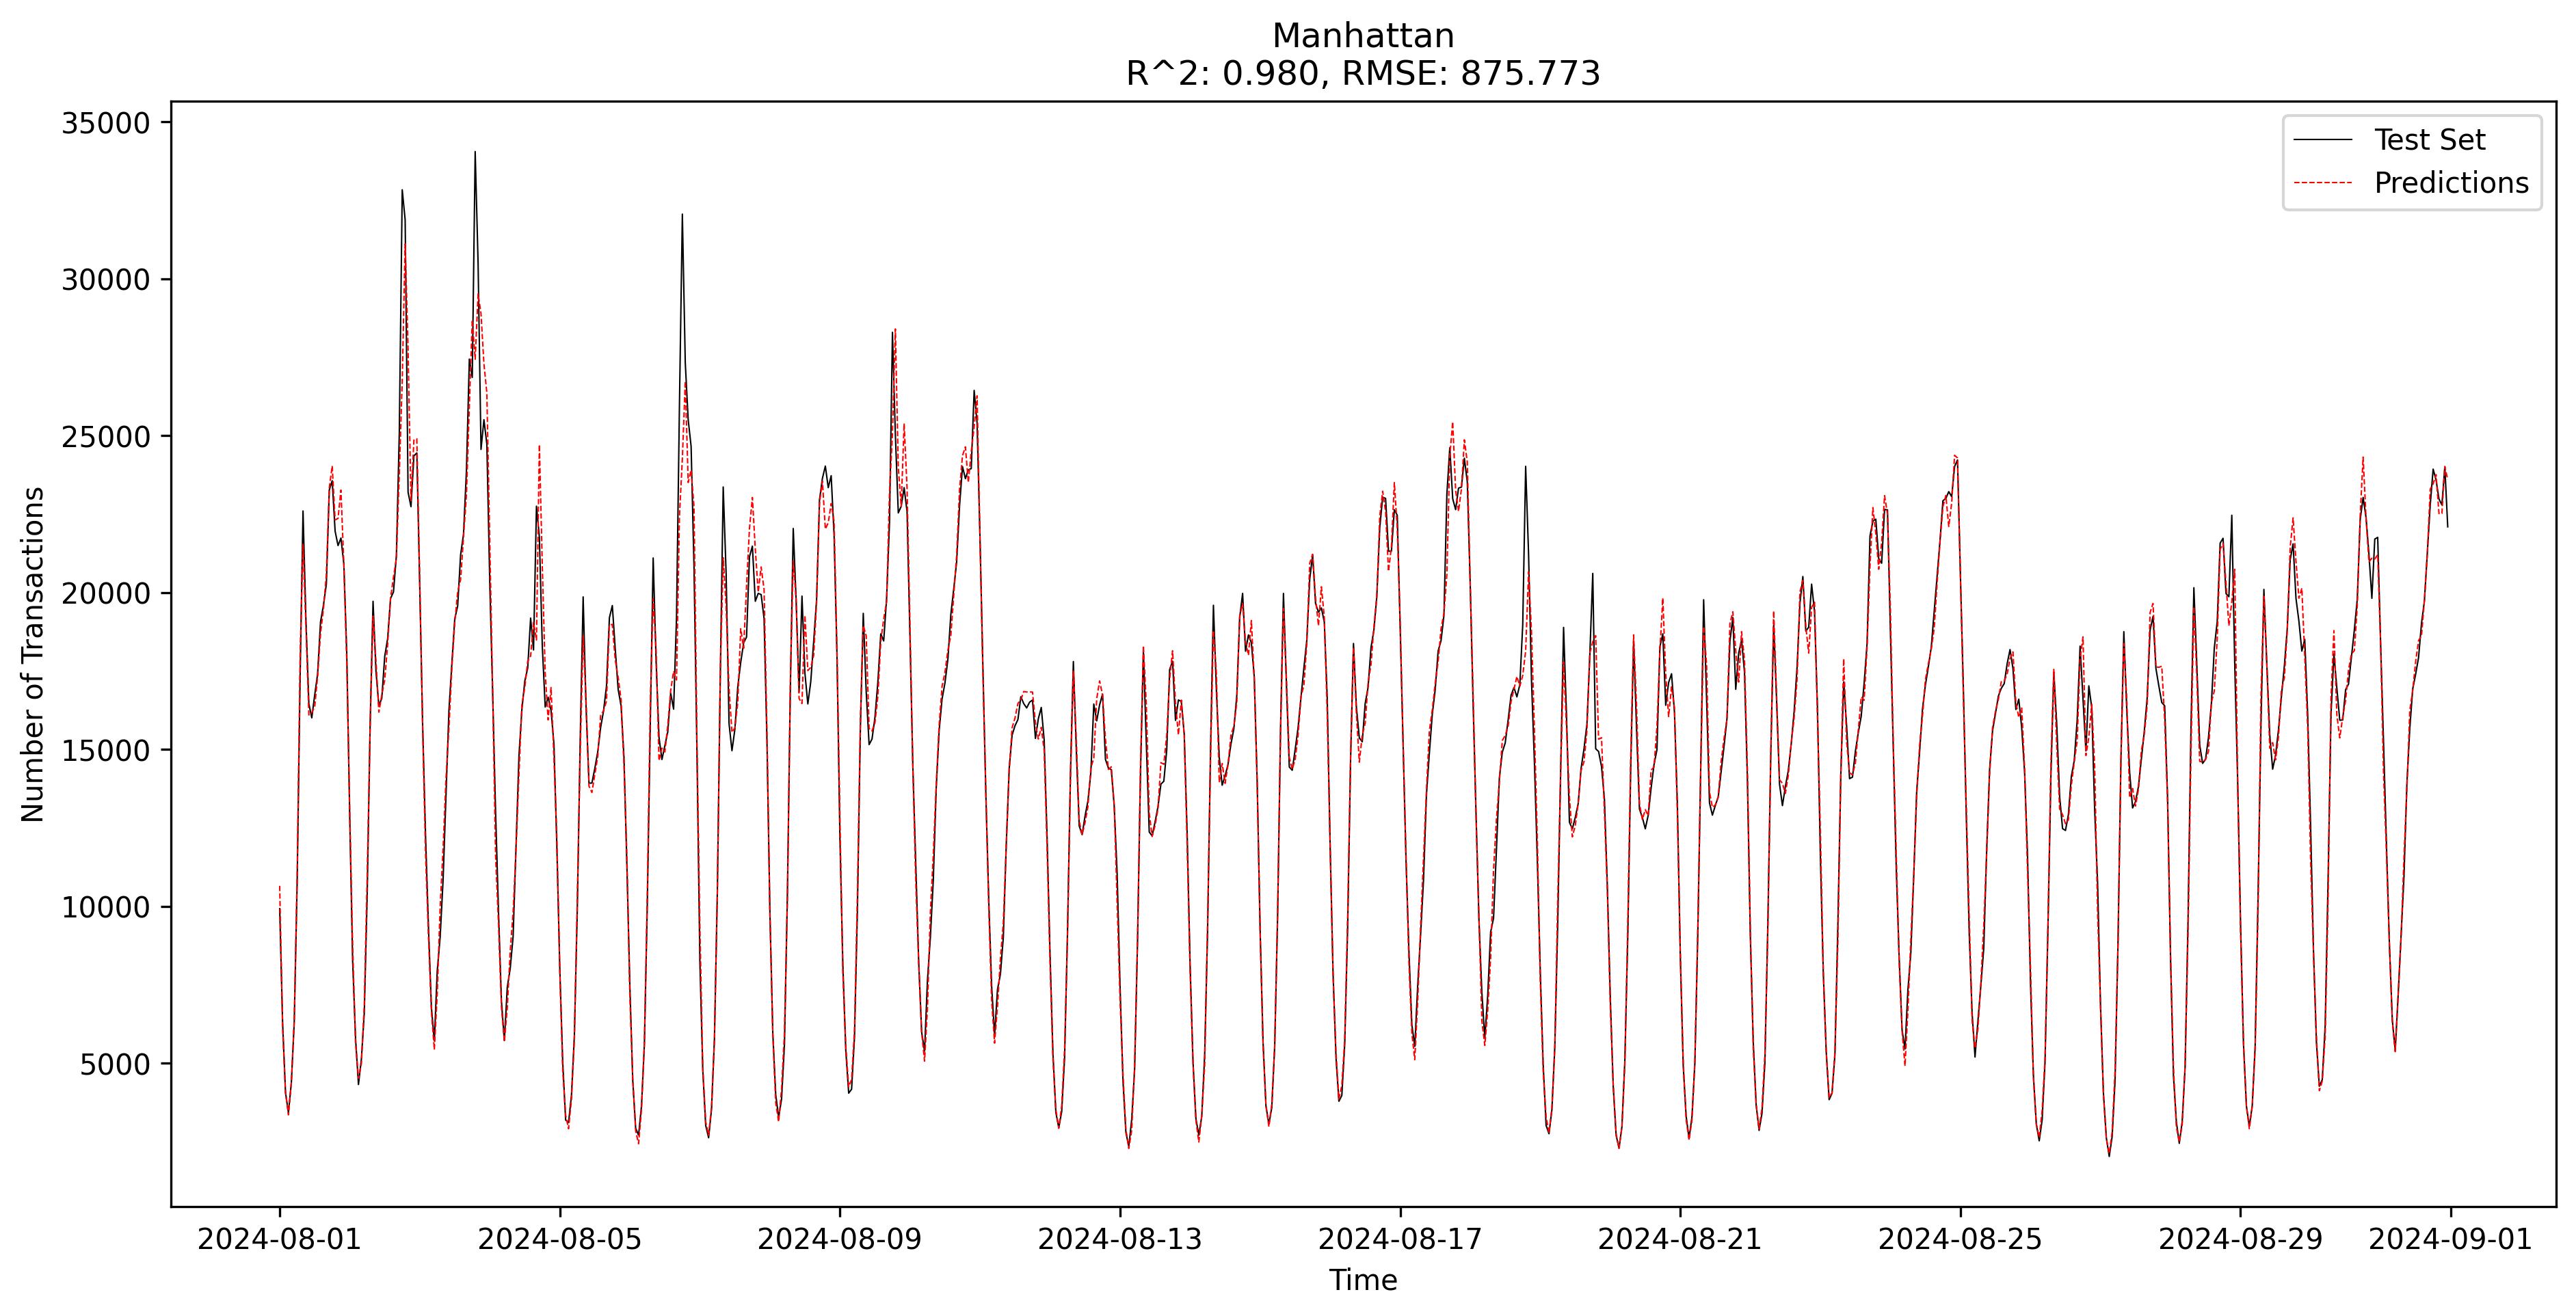 Manhattan
R^2: 0.980, RMSE: 875.773
Test Set
Predictions
35000
30000
25000
20000
15000
10000
5000
Number of Transactions
2024-08-01 2024-08-05 2024-08-09 2024-08-13 2024-08-17 2024-08-21 2024-08-25 2024-08-29 2024-09-01
Time